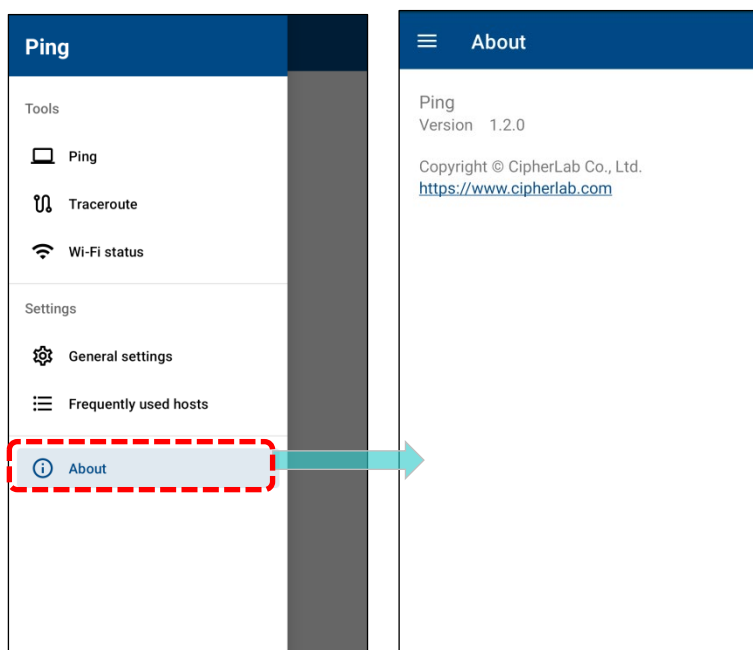 Ping
Tools
Ping
Traceroute
Wi-Fi status
Settings
General settings
Frequently used hosts
About
About
Ping
Version 1.2.0
Copyright © CipherLab Co., Ltd.
https://www.cipherlab.com